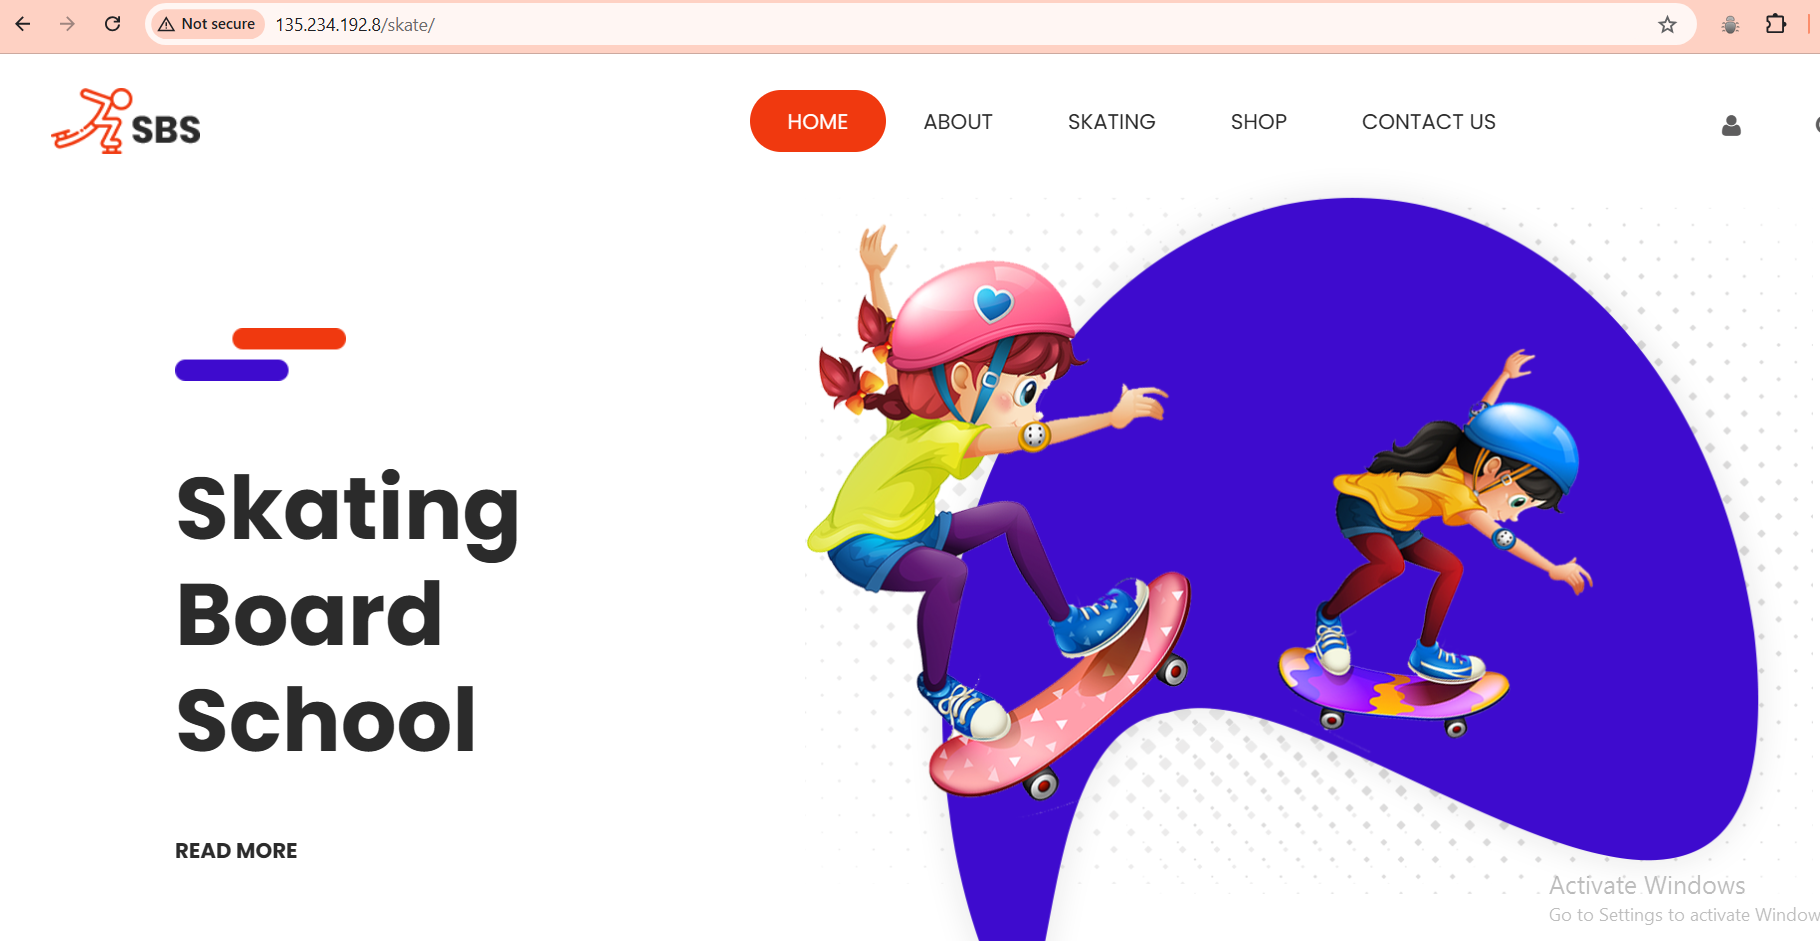 Not secure 135.234.192.8/skate/
SBS
HOME ABOUT SKATING SHOP CONTACT US
Skating
Board
School
READ MORE
Activate Windows
Go to Settings to activate Window